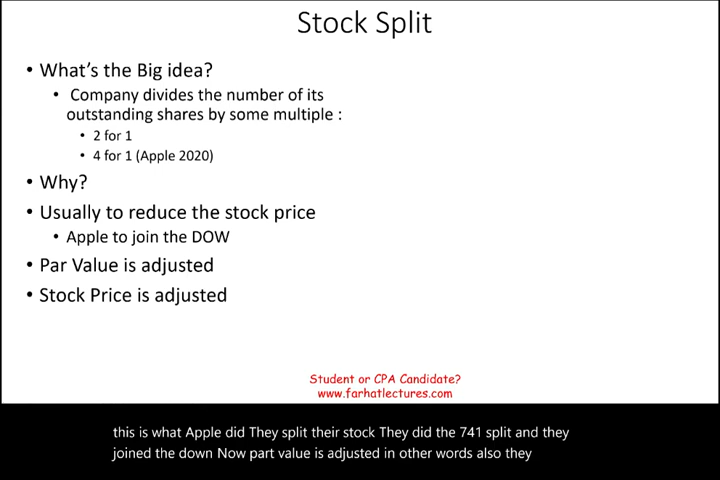 Stock Split
• What's the Big idea?
• Company divides the number of its
outstanding shares by some multiple :
• 2 for 1
• 4 for 1 (Apple 2020)
• Why?
• Usually to reduce the stock price
• Apple to join the DOW
• Par Value is adjusted
• Stock Price is adjusted
Student or CPA Candidate?
www.farhatlectures.com
this is what Apple did They split their stock They did the 741 split and they
joined the down Now part value is adjusted in other words also they